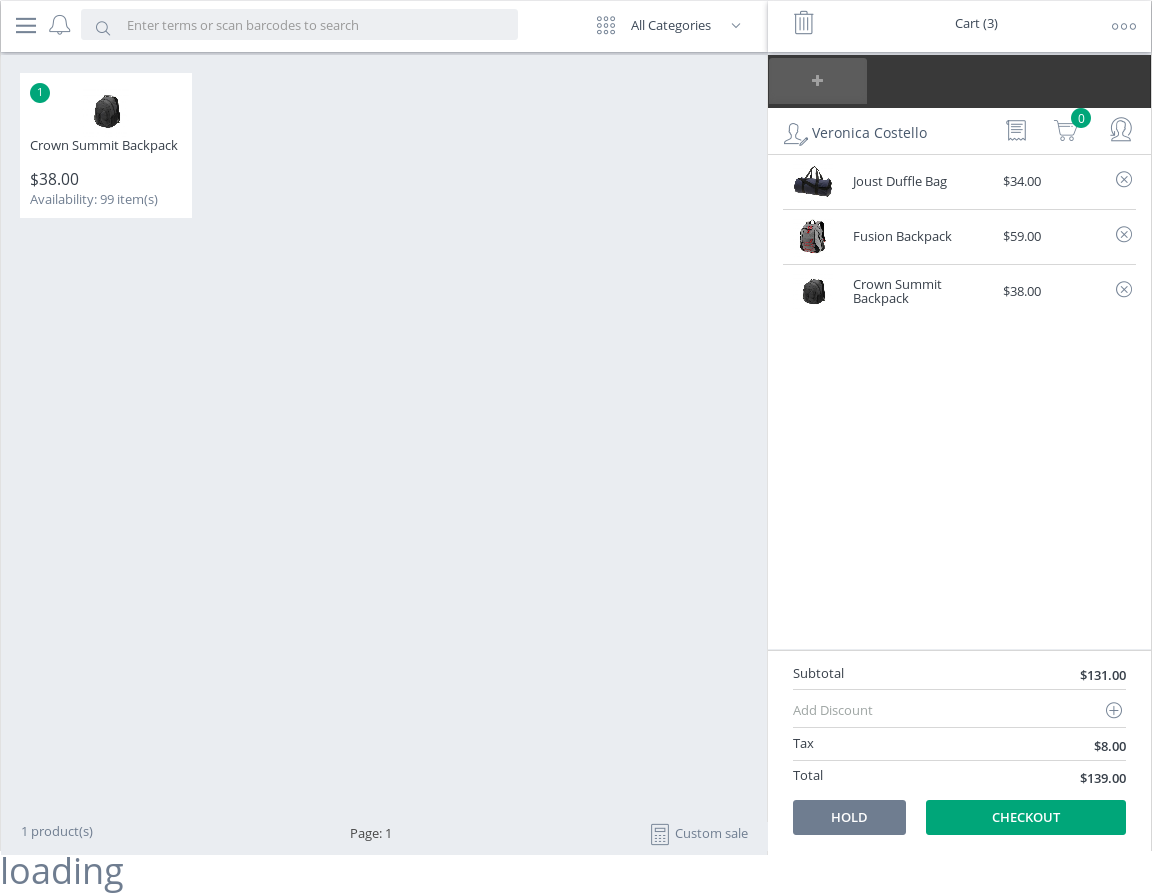 Enter terms or scan barcodes to search
All Categories
Cart (3)
1
Crown Summit Backpack
$38.00
Availability: 99 item(s)
+
Veronica Costello
0
Joust Duffle Bag $34.00
Fusion Backpack $59.00
Crown Summit
Backpack
$38.00
Subtotal $131.00
Add Discount
Tax $8.00
Total $139.00
HOLD CHECKOUT
1 product(s) Page: 1 Custom sale
loading